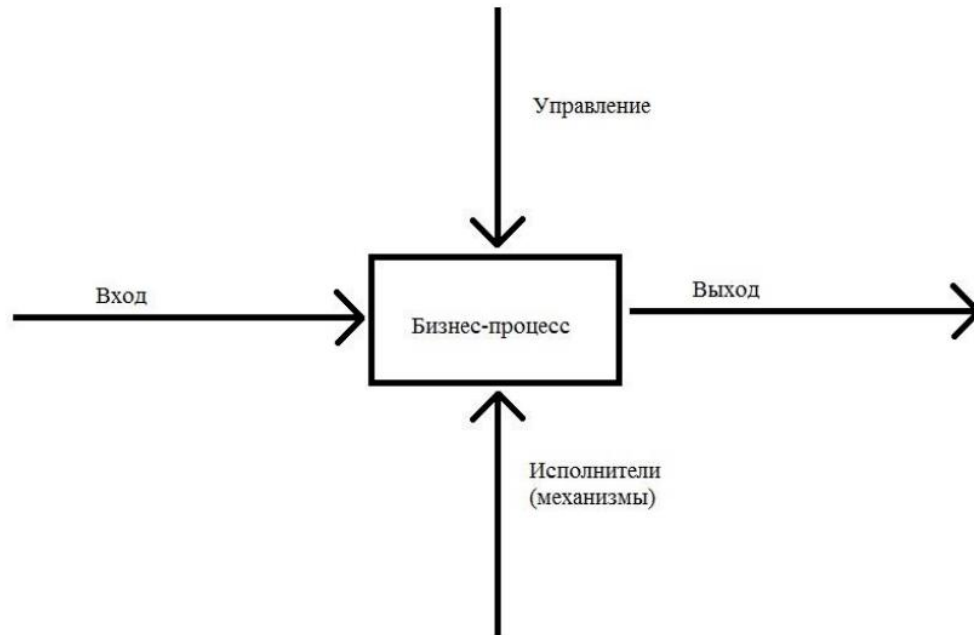 Управление
Вход
Выход
Бизнес-процесс
Исполнители
(механизмы)